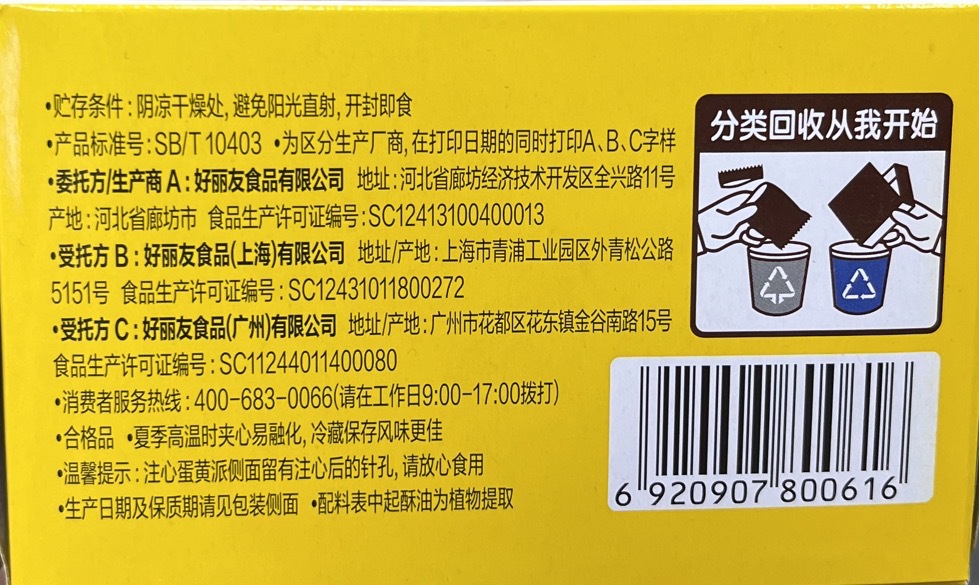 •贮存条件:阴凉干燥处,避免阳光直射,开封即食
•产品标准号:SB/T 10403 •为区分生产厂商,在打印日期的同时打印A、B、C字样
•委托方/生产商 A:好丽友食品有限公司 地址:河北省廊坊经济技术开发区全兴路11号
产地:河北省廊坊市 食品生产许可证编号:SC12413100400013
•受托方 B:好丽友食品(上海)有限公司 地址/产地:上海市青浦工业园区外青松公路
5151号 食品生产许可证编号:SC12431011800272
•受托方 C:好丽友食品(广州)有限公司 地址/产地:广州市花都区花东镇金谷南路15号
食品生产许可证编号:SC11244011400080
•消费者服务热线:400-683-0066(请在工作日9:00-17:00拨打)
•合格品 •夏季高温时夹心易融化,冷藏保存风味更佳
•温馨提示:注心蛋黄派侧面留有注心后的针孔,请放心食用
•生产日期及保质期请见包装侧面 •配料表中起酥油为植物提取
分类回收从我开始
6 920907 800616